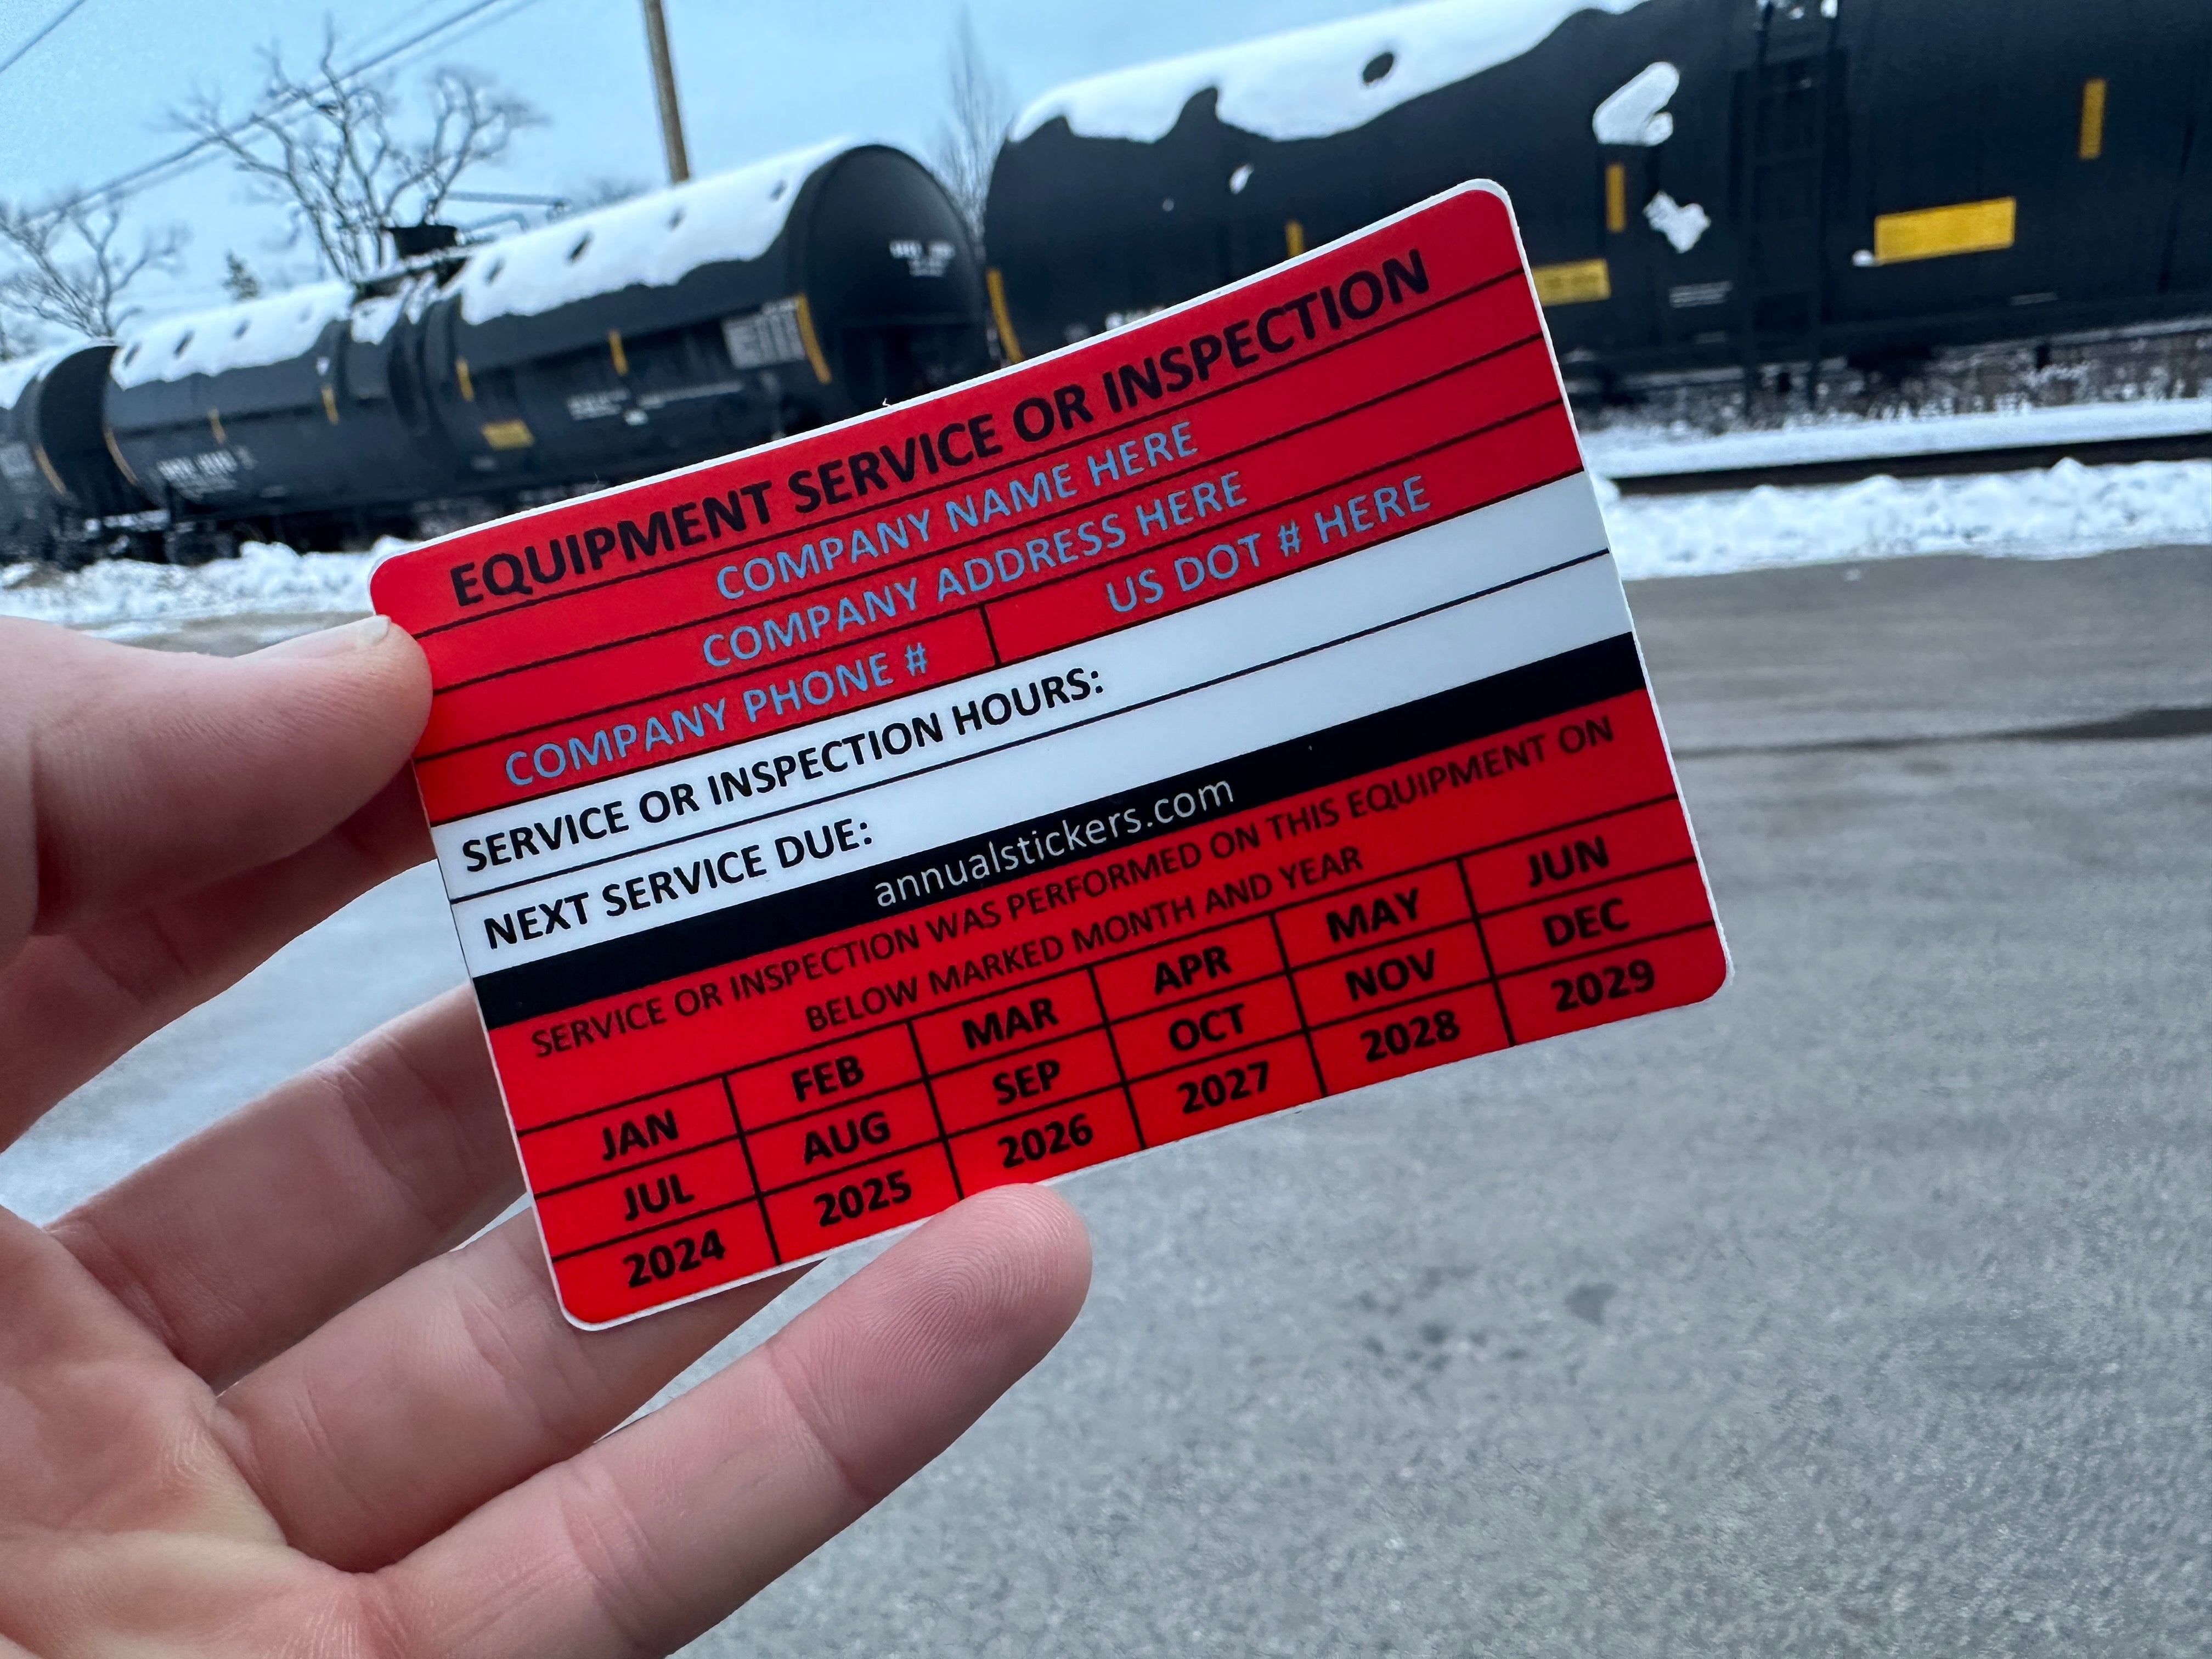 EQUIPMENT SERVICE OR INSPECTION
COMPANY NAME HERE
COMPANY ADDRESS HERE
COMPANY PHONE # US DOT # HERE
SERVICE OR INSPECTION HOURS:
NEXT SERVICE DUE:
annualstickers.com
SERVICE OR INSPECTION WAS PERFORMED ON THIS EQUIPMENT ON
BELOW MARKED MONTH AND YEAR
JAN FEB MAR APR MAY JUN
JUL AUG SEP OCT NOV DEC
2024 2025 2026 2027 2028 2029